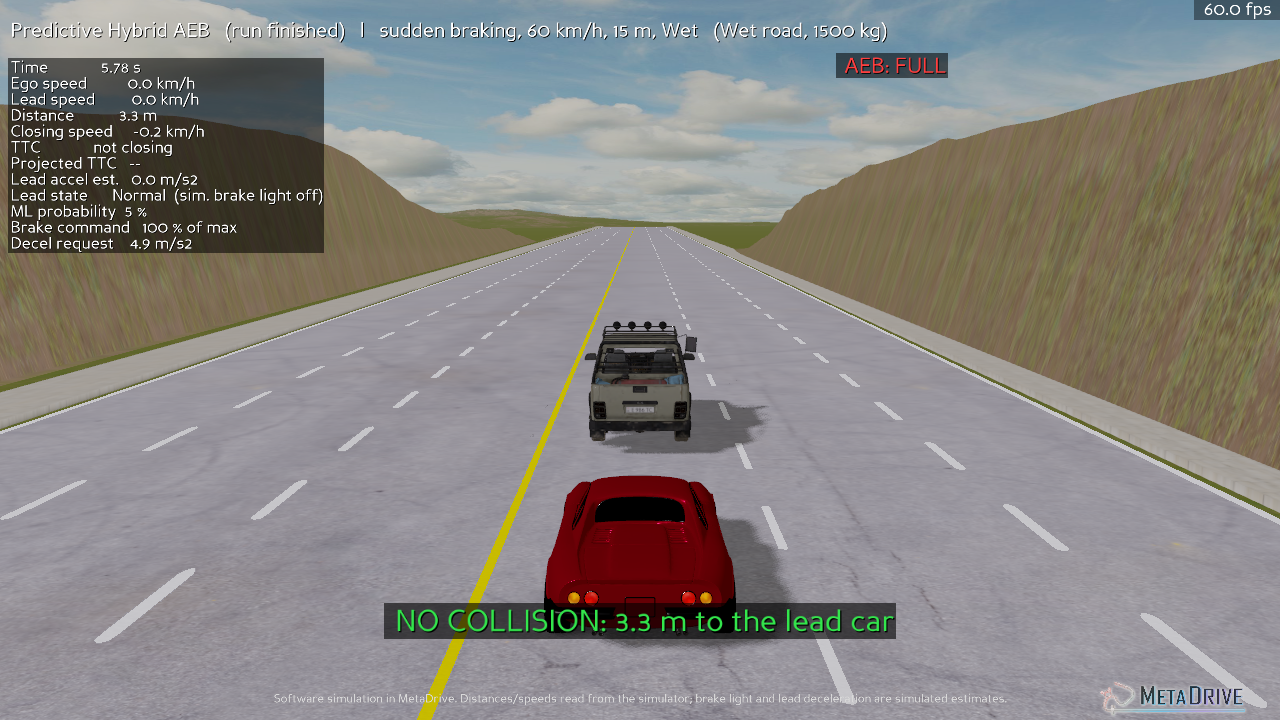 60.0 fps
Predictive Hybrid AEB (run finished) | sudden braking, 60 km/h, 15 m, Wet (Wet road, 1500 kg)
AEB: FULL
Time 5.78 s
Ego speed 0.0 km/h
Lead speed 0.0 km/h
Distance 3.3 m
Closing speed -0.2 km/h
TTC not closing
Projected TTC --
Lead accel est. 0.0 m/s2
Lead state Normal (sim. brake light off)
ML probability 5 %
Brake command 100 % of max
Decel request 4.9 m/s2
NO COLLISION: 3.3 m to the lead car
Software simulation in MetaDrive. Distances/speeds read from the simulator; brake light and lead deceleration are simulated estimates.
METADRIVE